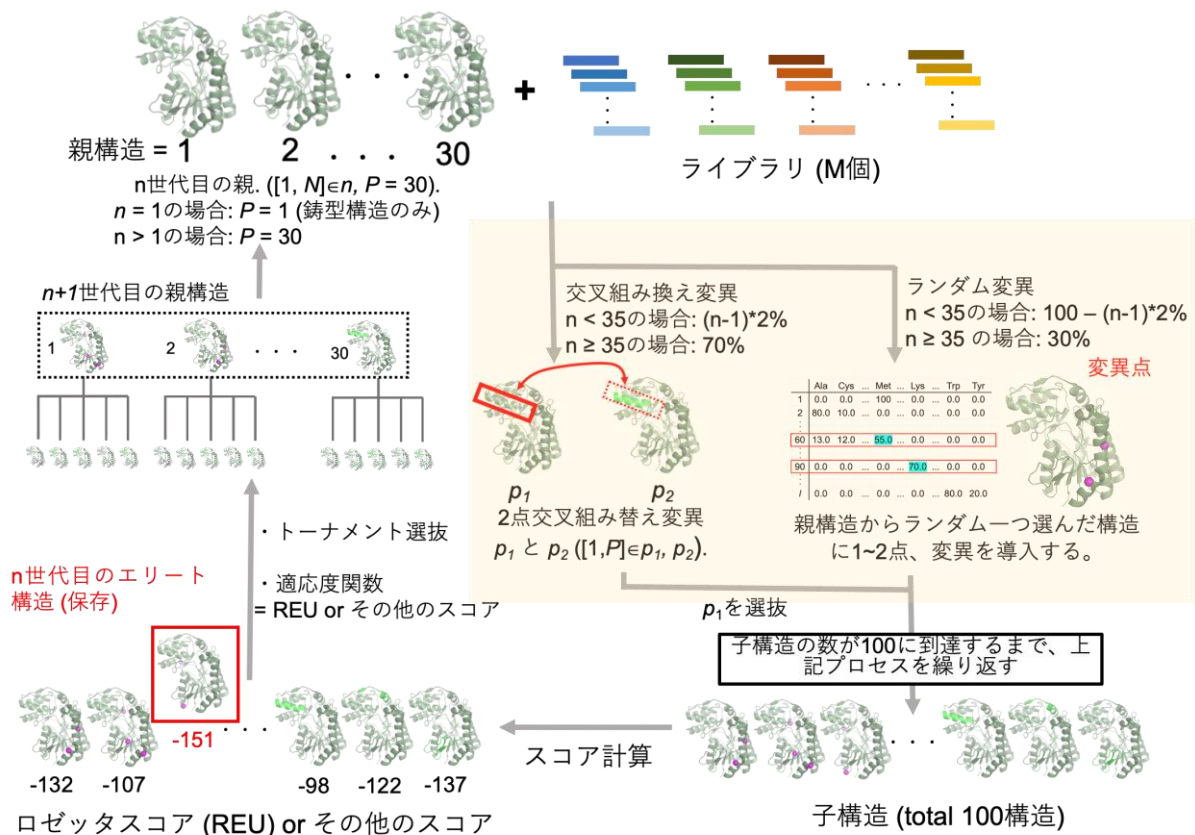 親構造 = 1 2 . . . 30
n世代目の親. ([1, N]∈n, P = 30).
n = 1の場合: P = 1 (鋳型構造のみ)
n > 1の場合: P = 30
+
ライブラリ (M個)
n+1世代目の親構造
1 2 . . . 30
交叉組み換え変異
n < 35の場合: (n-1)*2%
n ≥ 35の場合: 70%
ランダム変異
n < 35の場合: 100 – (n-1)*2%
n ≥ 35 の場合: 30%
変異点
Ala Cys ... Met ... Lys ... Trp Tyr
1 0.0 0.0 ... 100 ... 0.0 ... 0.0 0.0
2 80.0 10.0 ... 0.0 ... 0.0 ... 0.0 0.0
60 13.0 12.0 ... 55.0 ... 0.0 ... 0.0 0.0
90 0.0 0.0 ... 0.0 ... 70.0 ... 0.0 0.0
l 0.0 0.0 ... 0.0 ... 0.0 ... 80.0 20.0
p1 p2
2点交叉組み替え変異
p1 と p2 ([1,P]∈p1, p2).
親構造からランダム一つ選んだ構造
に1~2点、変異を導入する。
p1を選抜
子構造の数が100に到達するまで、上
記プロセスを繰り返す
子構造 (total 100構造)
スコア計算
・トーナメント選抜
・適応度関数
= REU or その他のスコア
n世代目のエリート
構造 (保存)
-151
-132 -107 -98 -122 -137
ロゼッタスコア (REU) or その他のスコア